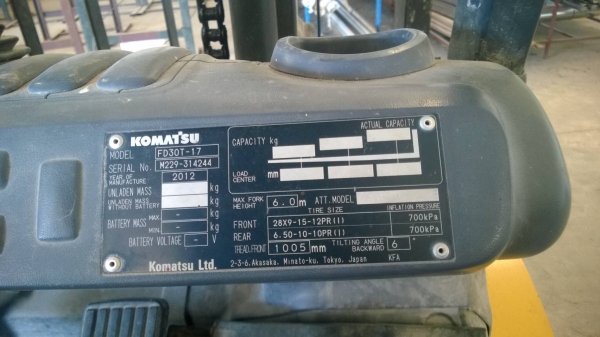 KOMATSU
MODEL FD30T-17
SERIAL No. M229-314244
YEAR OF MANUFACTURE 2012
UNLADEN MASS kg
UNLADEN MASS WITHOUT BATTERY kg
BATTERY MASS MAX - kg
MIN - kg
BATTERY VOLTAGE - V
Komatsu Ltd.
ACTUAL CAPACITY
CAPACITY kg
LOAD CENTER mm
MAX FORK HEIGHT 6.0 m ATT.MODEL
TIRE SIZE INFLATION PRESSURE
FRONT 28X9-15-12PR(I) 700kPa
REAR 6.50-10-10PR(I) 700kPa
TREAD.FRONT 1005 mm TILTING ANGLE BACKWARD 6°
2-3-6.Akasaka. Minato-ku. Tokyo. Japan KFA